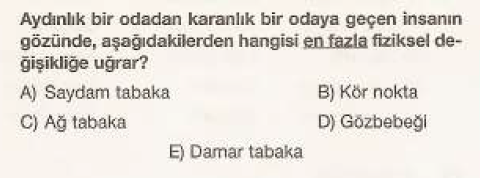 Aydınlık bir odadan karanlık bir odaya geçen insanın
gözünde, aşağıdakilerden hangisi en fazla fiziksel de-
ğişikliğe uğrar?
A) Saydam tabaka B) Kör nokta
C) Ağ tabaka D) Gözbebeği
E) Damar tabaka